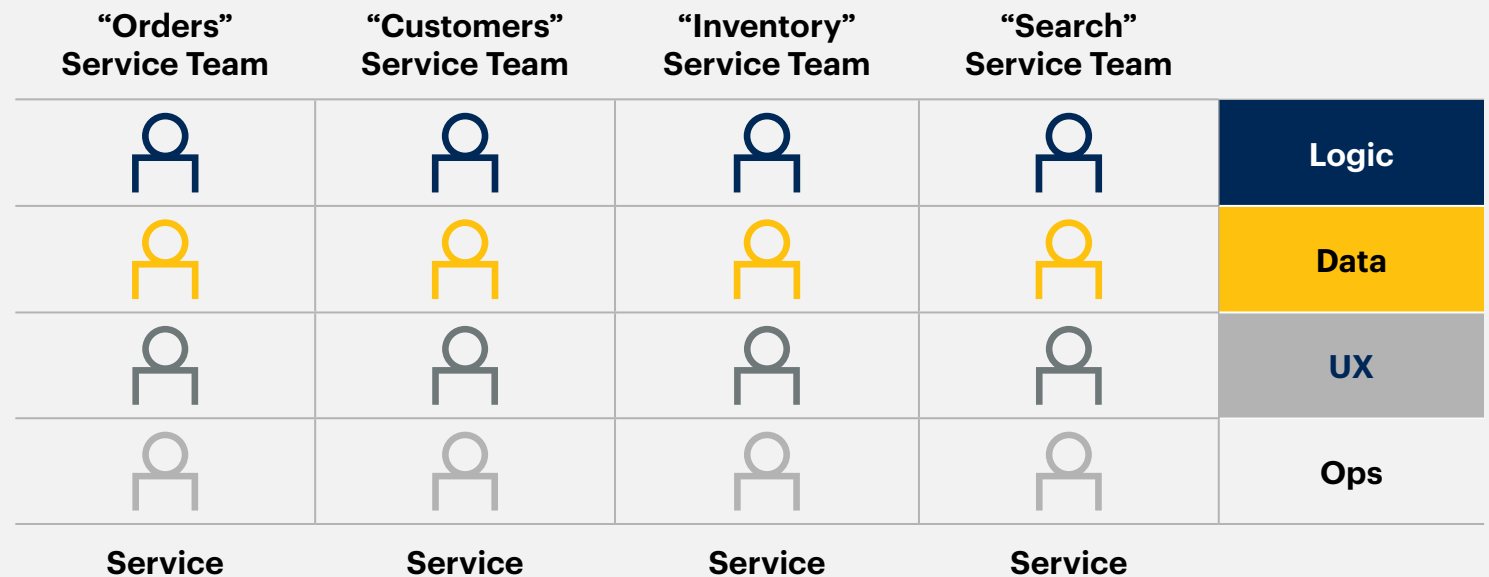 “Orders”
Service Team
“Customers”
Service Team
“Inventory”
Service Team
“Search”
Service Team
Logic
Data
UX
Ops
Service
Service
Service
Service